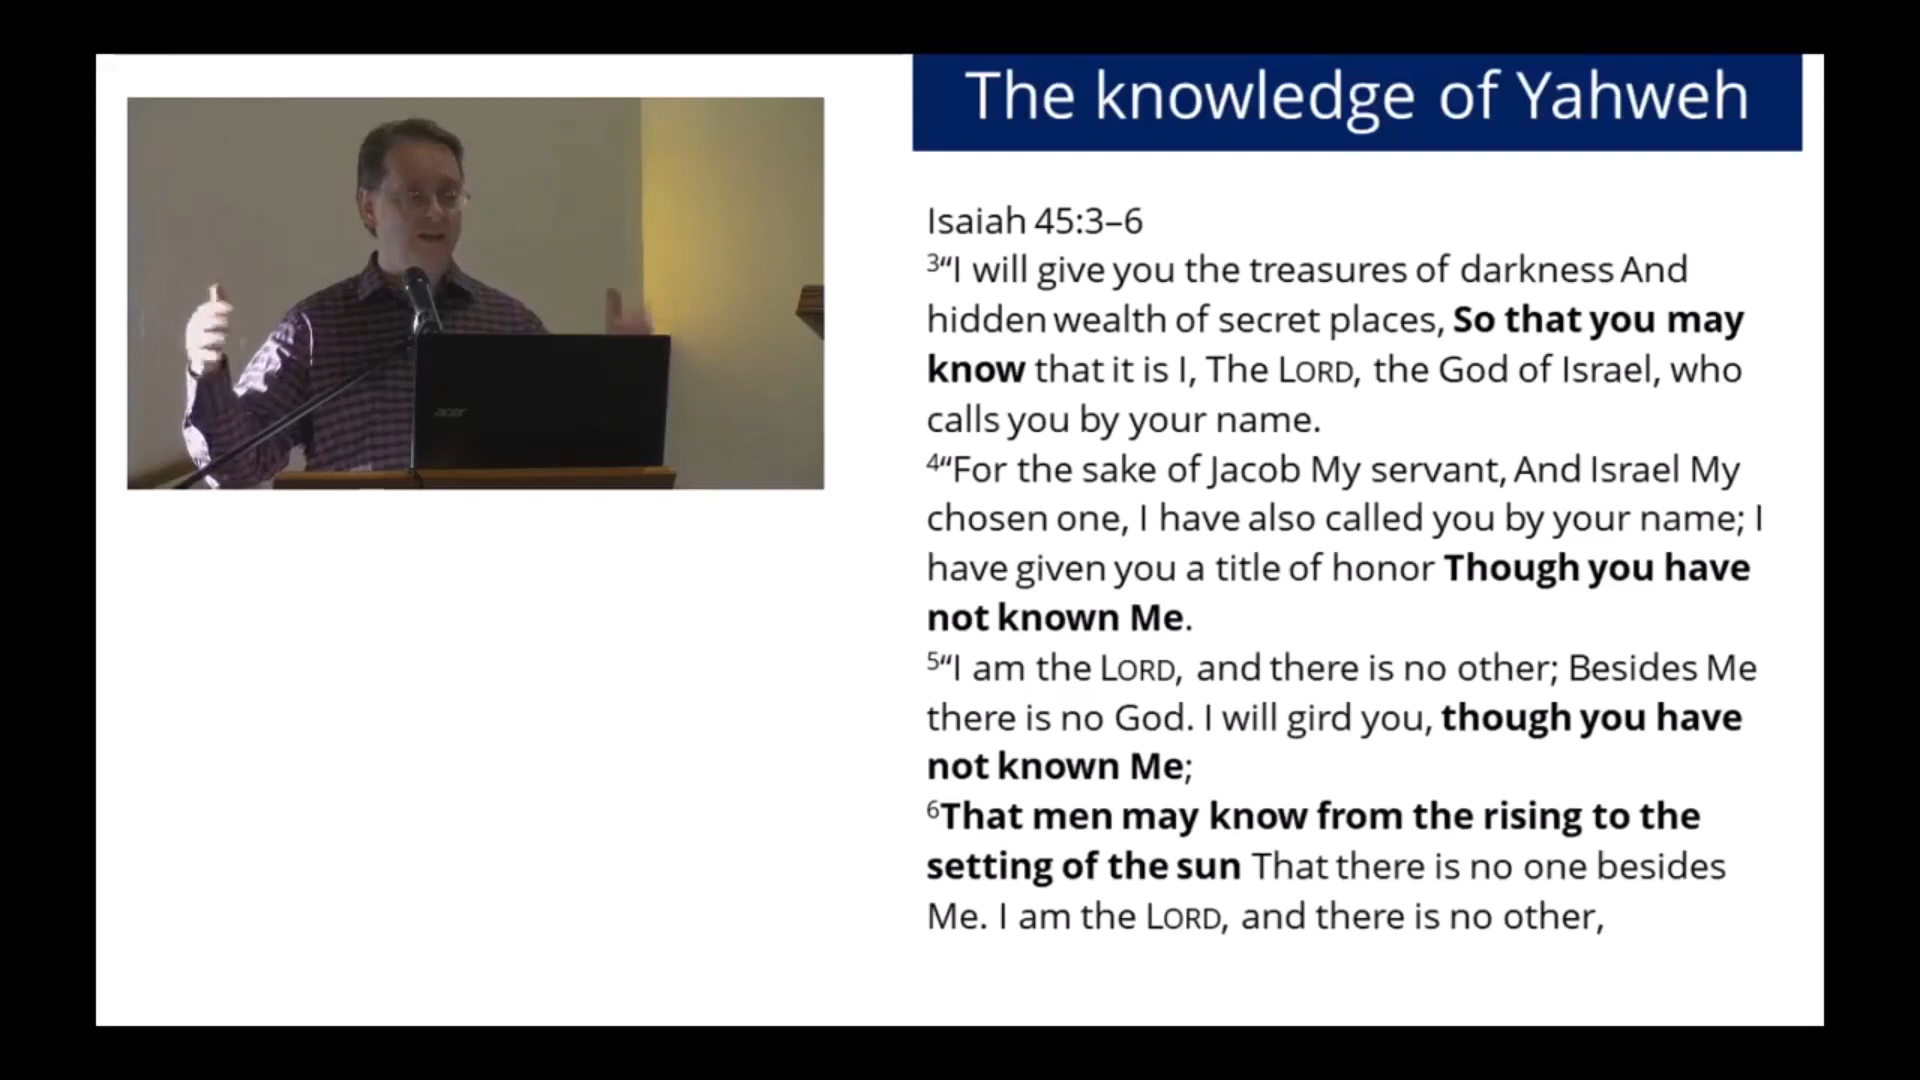 The knowledge of Yahweh
Isaiah 45:3–6
³“I will give you the treasures of darkness And
hidden wealth of secret places, So that you may
know that it is I, The LORD, the God of Israel, who
calls you by your name.
⁴“For the sake of Jacob My servant, And Israel My
chosen one, I have also called you by your name; I
have given you a title of honor Though you have
not known Me.
⁵“I am the LORD, and there is no other; Besides Me
there is no God. I will gird you, though you have
not known Me;
⁶That men may know from the rising to the
setting of the sun That there is no one besides
Me. I am the LORD, and there is no other,
acer